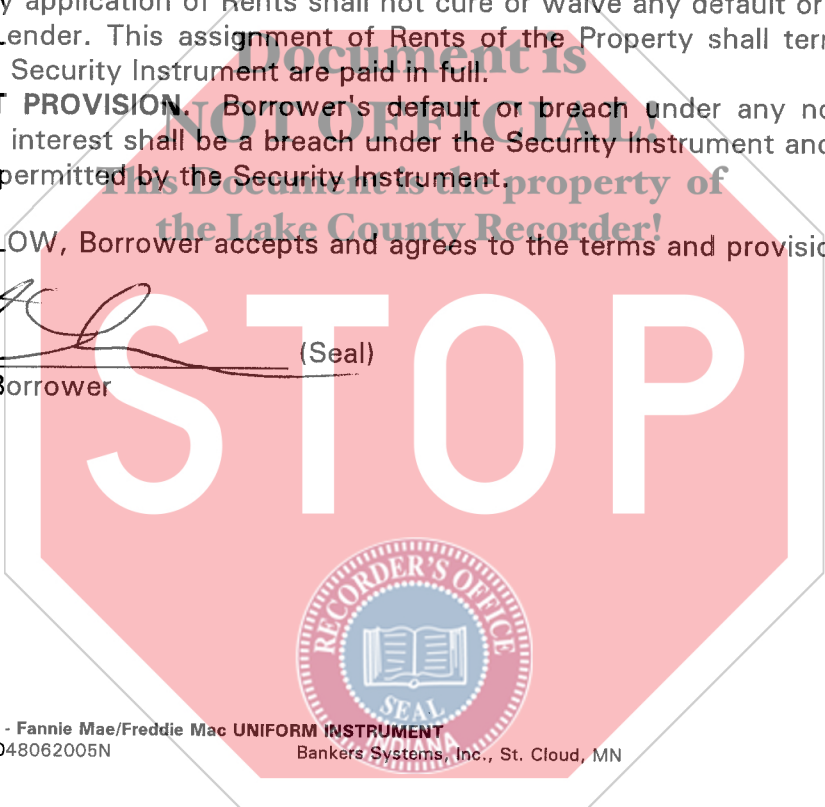 y application of Rents shall not cure or waive any default or
Lender. This assignment of Rents of the Property shall ter
Document is
Security Instrument are paid in full.
T PROVISION. Borrower's default or breach under any no
NOT OFFICIAL!
interest shall be a breach under the Security Instrument and
permitted by the Security Instrument.
This Document is the property of
the Lake County Recorder!
LOW, Borrower accepts and agrees to the terms and provisio
(Seal)
Borrower
STOP
RECORDER'S OFFICE
SEAL
INDIANA
- Fannie Mae/Freddie Mac UNIFORM INSTRUMENT
048062005N Bankers Systems, Inc., St. Cloud, MN